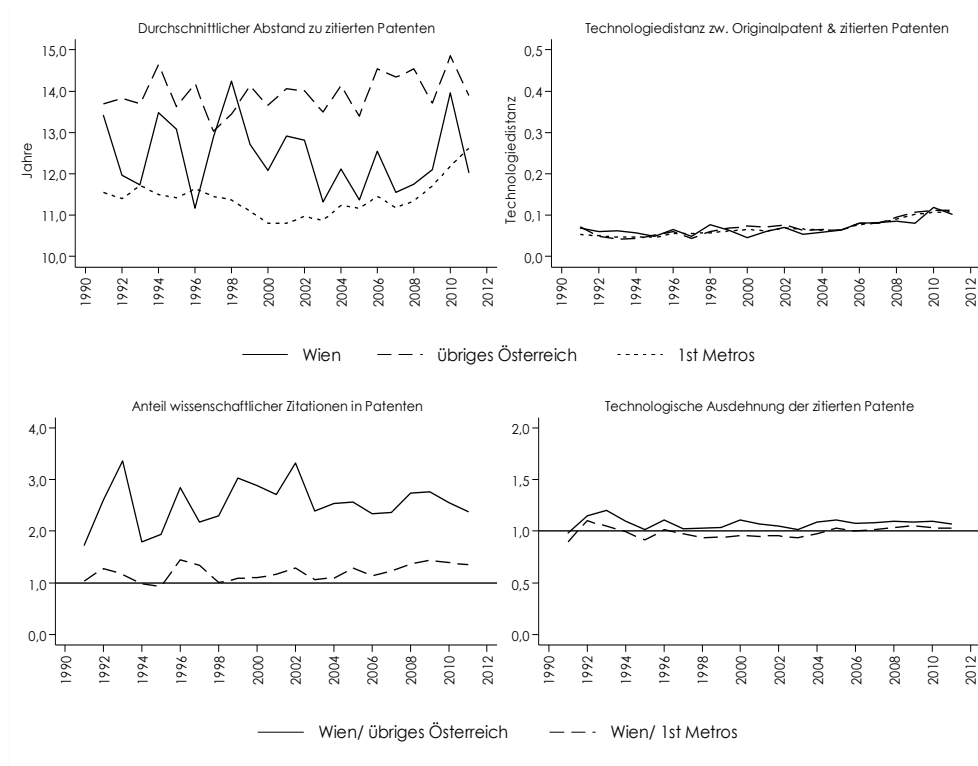 Durchschnittlicher Abstand zu zitierten Patenten
Jahre
15,0
14,0
13,0
12,0
11,0
10,0
1990 1992 1994 1996 1998 2000 2002 2004 2006 2008 2010 2012
Technologiedistanz zw. Originalpatent & zitierten Patenten
Technologiedistanz
0,5
0,4
0,3
0,2
0,1
0,0
1990 1992 1994 1996 1998 2000 2002 2004 2006 2008 2010 2012
Wien übriges Österreich 1st Metros
Anteil wissenschaftlicher Zitationen in Patenten
4,0
3,0
2,0
1,0
0,0
1990 1992 1994 1996 1998 2000 2002 2004 2006 2008 2010 2012
Technologische Ausdehnung der zitierten Patente
2,0
1,5
1,0
0,5
0,0
1990 1992 1994 1996 1998 2000 2002 2004 2006 2008 2010 2012
Wien/ übriges Österreich Wien/ 1st Metros